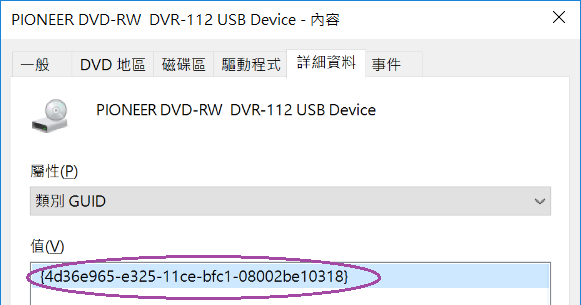 PIONEER DVD-RW  DVR-112 USB Device - 內容
一般 DVD 地區 磁碟區 驅動程式 詳細資料 事件
PIONEER DVD-RW  DVR-112 USB Device
屬性(P)
類別 GUID
值(V)
{4d36e965-e325-11ce-bfc1-08002be10318}